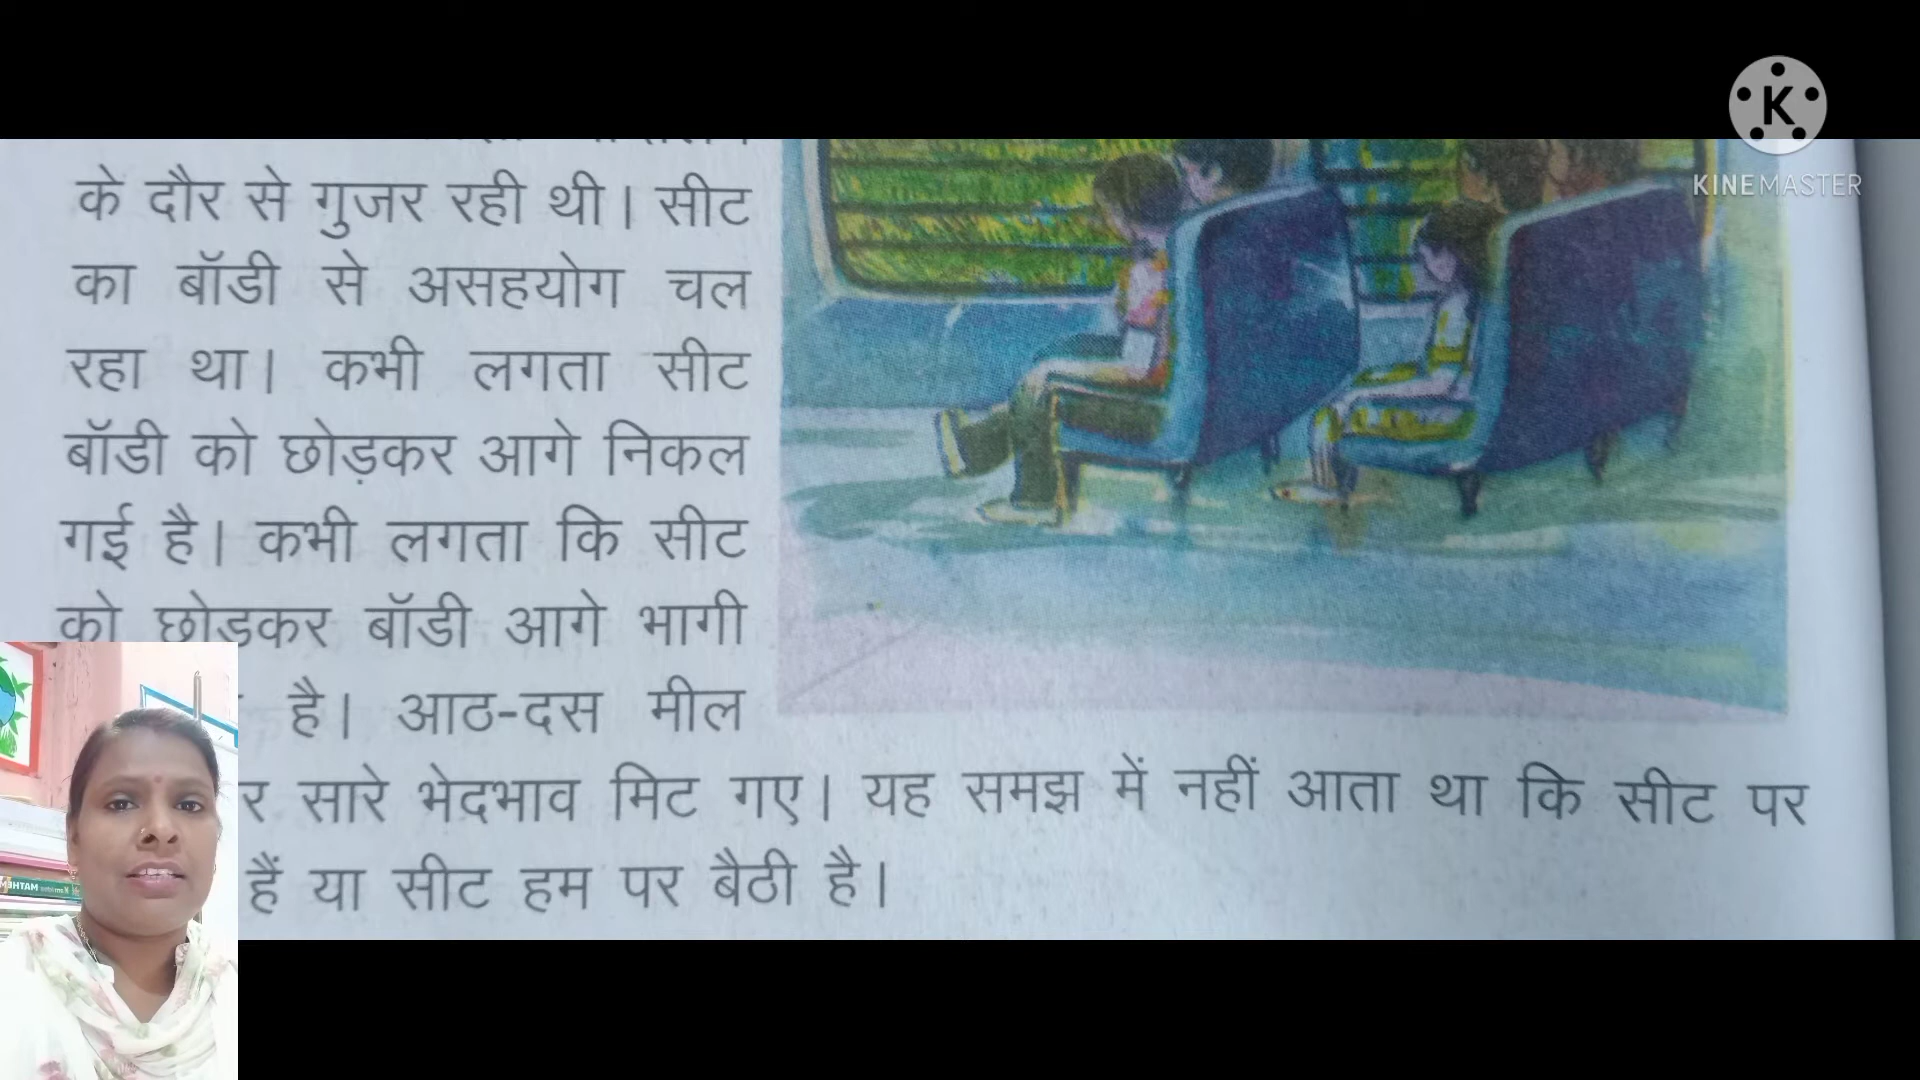 के दौर से गुजर रही थी। सीट
का बॉडी से असहयोग चल
रहा था। कभी लगता सीट
बॉडी को छोड़कर आगे निकल
गई है। कभी लगता कि सीट
को छोड़कर बॉडी आगे भागी
है। आठ-दस मील
सारे भेदभाव मिट गए। यह समझ में नहीं आता था कि सीट पर
हैं या सीट हम पर बैठी है।
K
KINEMASTER